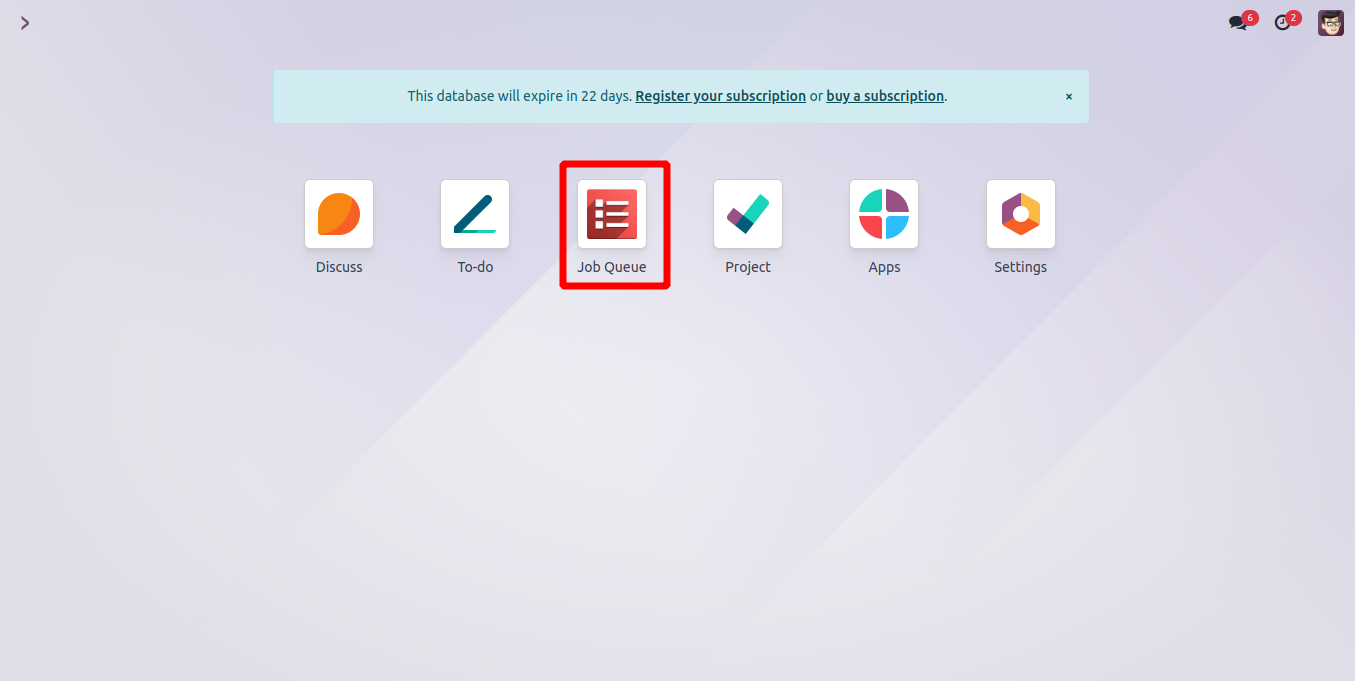 6
2
This database will expire in 22 days. Register your subscription or buy a subscription.
×
Discuss
To-do
Job Queue
Project
Apps
Settings